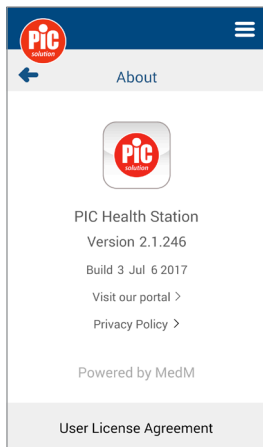 PiC
solution
About
PiC
solution
PIC Health Station
Version 2.1.246
Build 3 Jul 6 2017
Visit our portal >
Privacy Policy >
Powered by MedM
User License Agreement